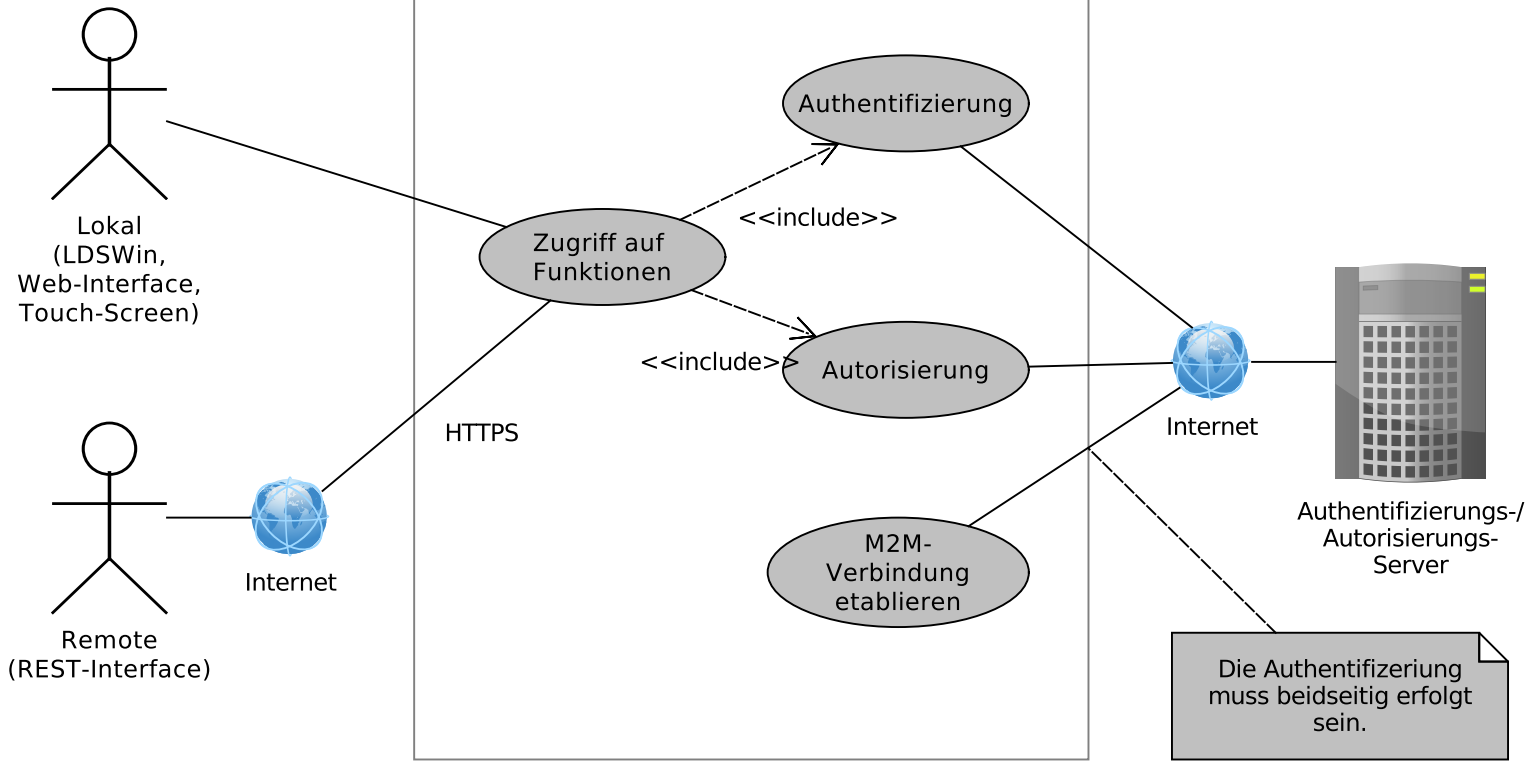 Authentifizierung
<<include>>
Lokal
(LDSWin,
Web-Interface,
Touch-Screen)
Zugriff auf
Funktionen
<<include>>
Autorisierung
Internet
HTTPS
Authentifizierungs-/
Autorisierungs-
Server
M2M-
Verbindung
etablieren
Internet
Remote
(REST-Interface)
Die Authentifizeriung
muss beidseitig erfolgt
sein.